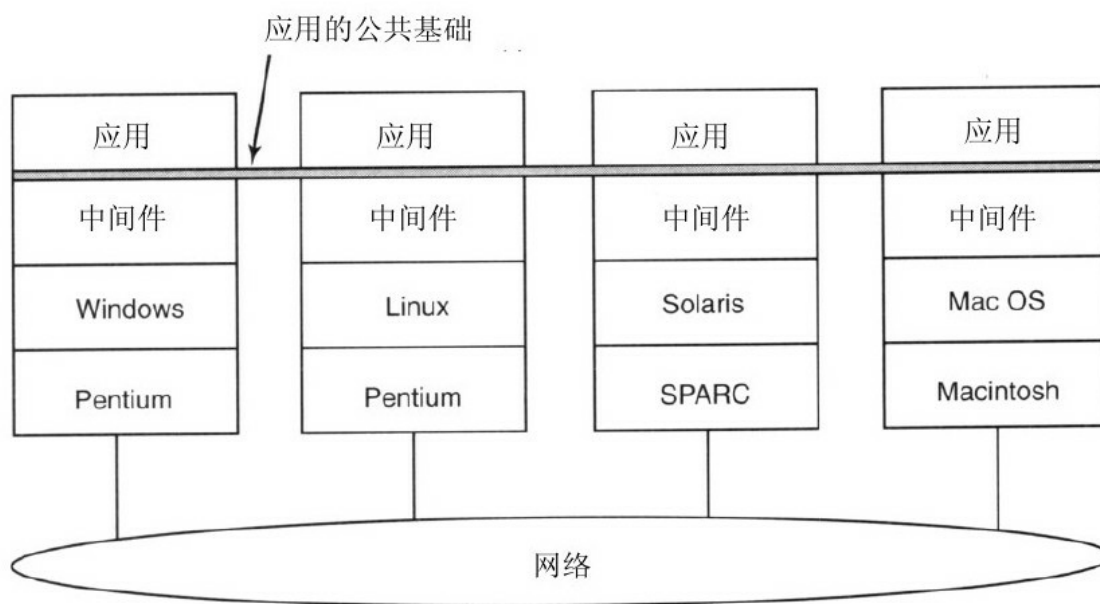 应用的公共基础
应用 应用 应用 应用
中间件 中间件 中间件 中间件
Windows Linux Solaris Mac OS
Pentium Pentium SPARC Macintosh
网络